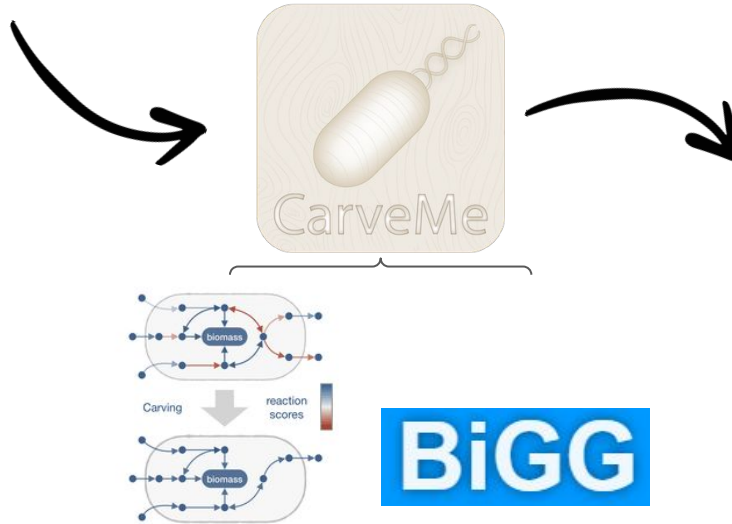 CarveMe
biomass
Carving
reaction
scores
biomass
BiGG